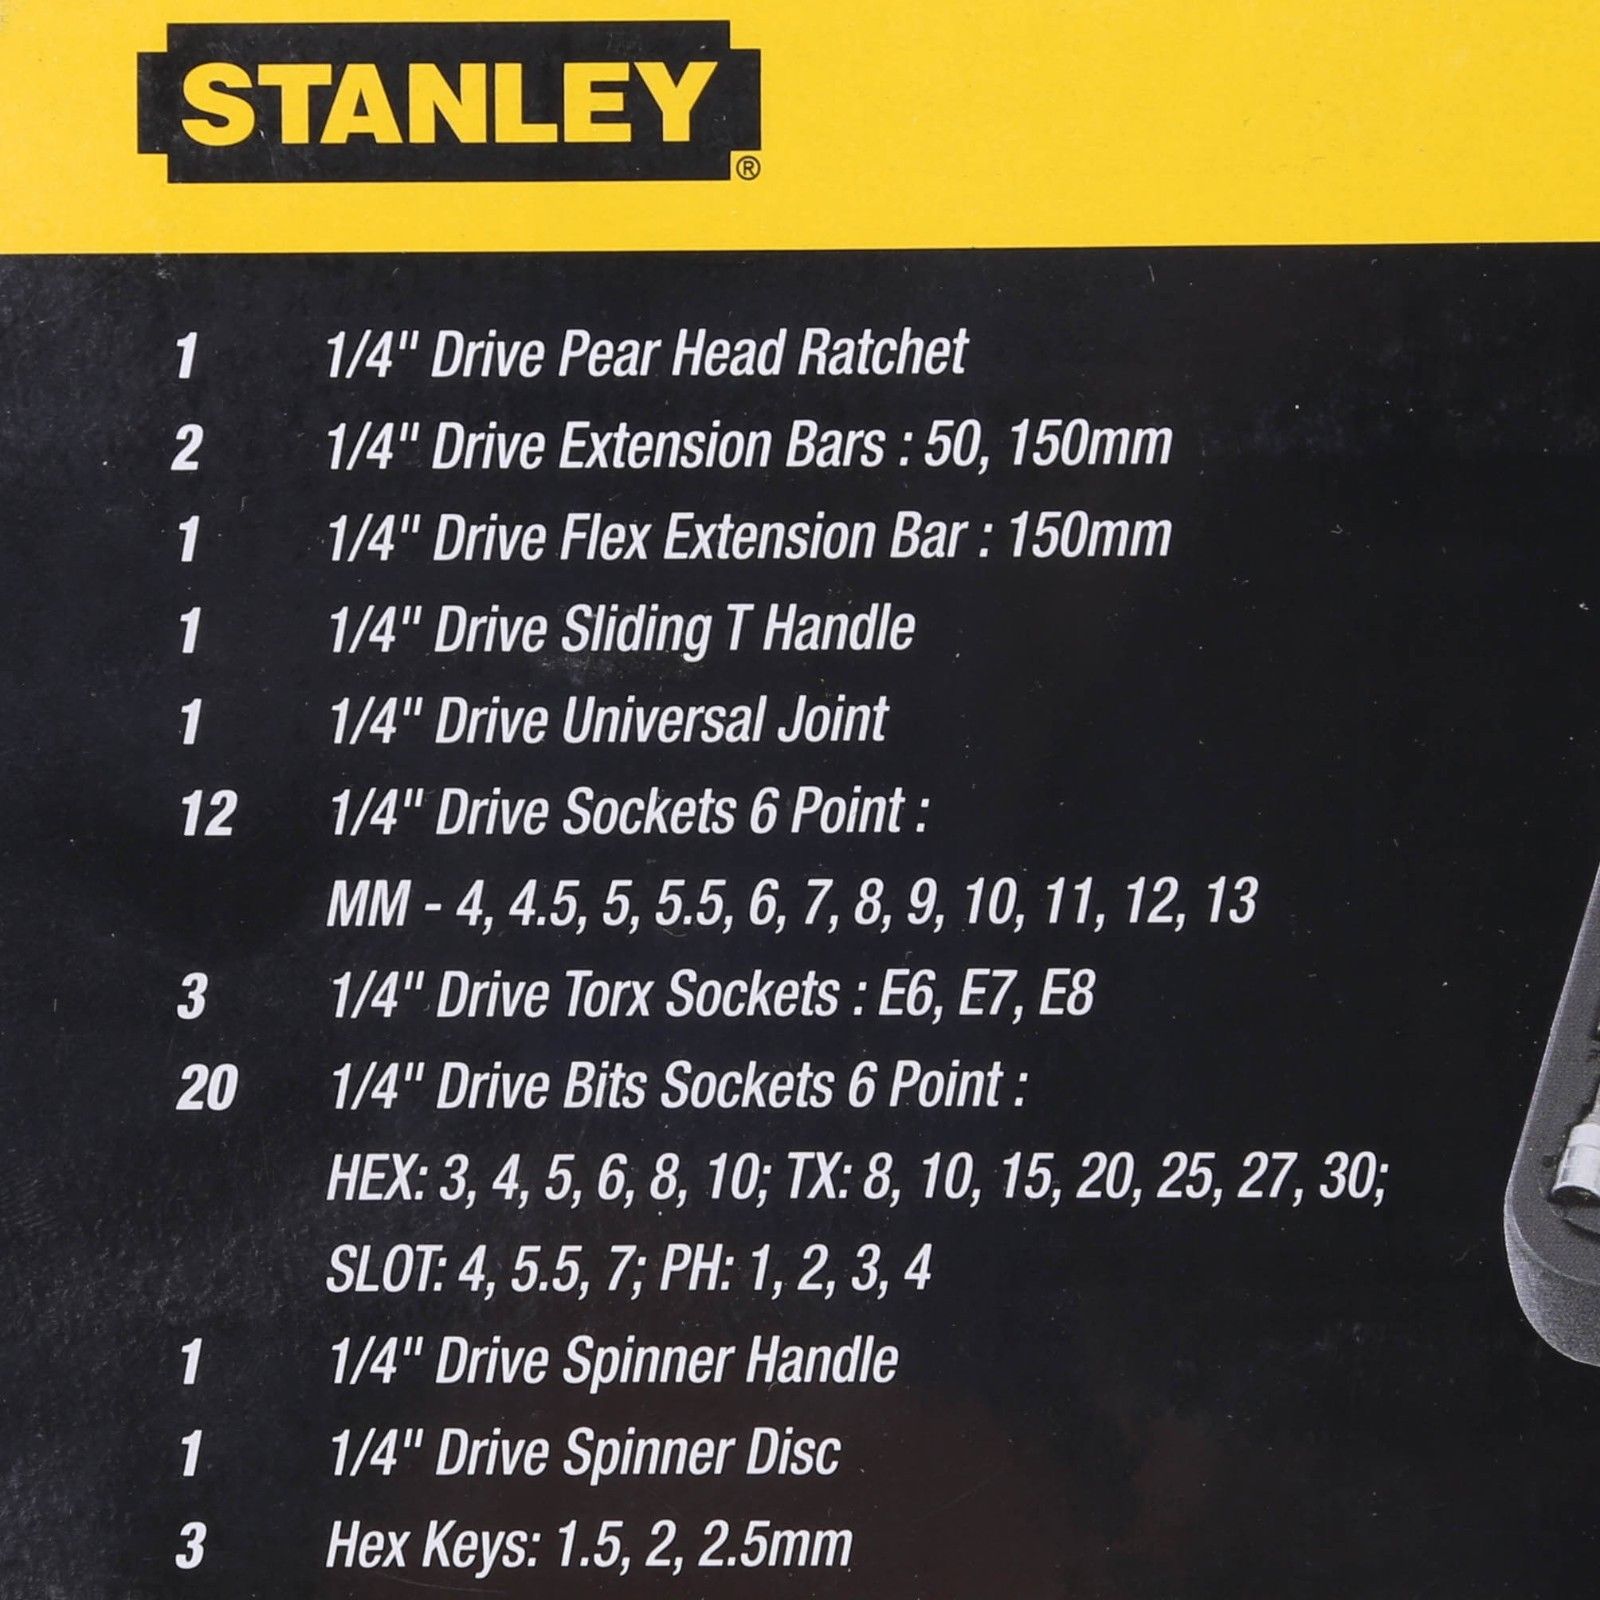 STANLEY®
1 1/4" Drive Pear Head Ratchet
2 1/4" Drive Extension Bars : 50, 150mm
1 1/4" Drive Flex Extension Bar : 150mm
1 1/4" Drive Sliding T Handle
1 1/4" Drive Universal Joint
12 1/4" Drive Sockets 6 Point :
MM - 4, 4.5, 5, 5.5, 6, 7, 8, 9, 10, 11, 12, 13
3 1/4" Drive Torx Sockets : E6, E7, E8
20 1/4" Drive Bits Sockets 6 Point :
HEX: 3, 4, 5, 6, 8, 10; TX: 8, 10, 15, 20, 25, 27, 30;
SLOT: 4, 5.5, 7; PH: 1, 2, 3, 4
1 1/4" Drive Spinner Handle
1 1/4" Drive Spinner Disc
3 Hex Keys: 1.5, 2, 2.5mm